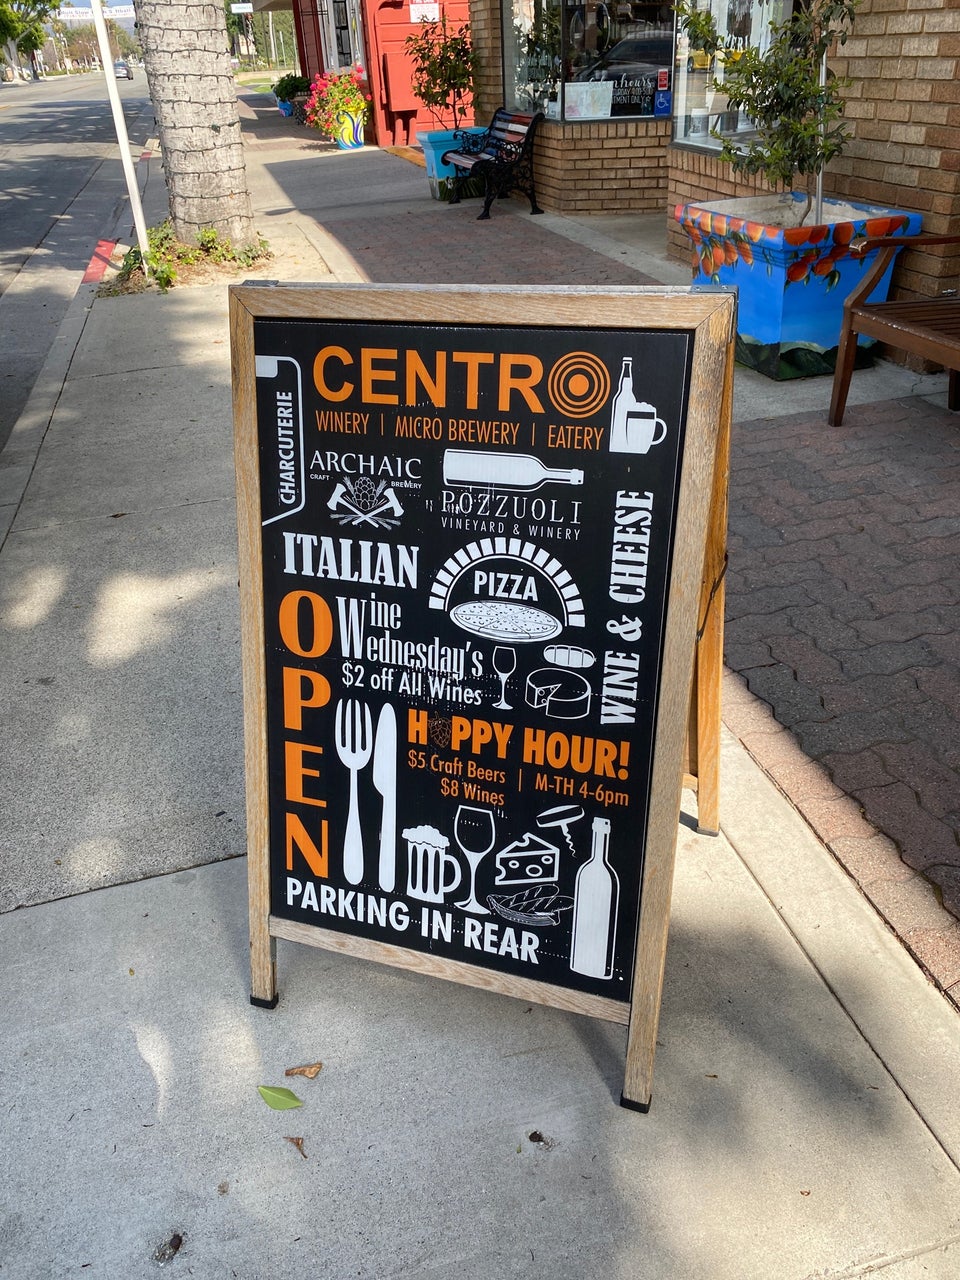 CENTRO
WINERY | MICRO BREWERY | EATERY
CHARCUTERIE
ARCHAIC
CRAFT BREWERY
POZZUOLI
VINEYARD & WINERY
ITALIAN
PIZZA
WINE & CHEESE
OPEN
Wine
Wednesday's
$2 off All Wines
HAPPY HOUR!
$5 Craft Beers | M-TH 4-6pm
$8 Wines
PARKING IN REAR